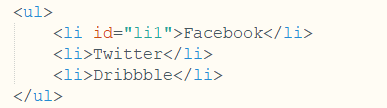 <ul>
    <li id="li1">Facebook</li>
    <li>Twitter</li>
    <li>Dribbble</li>
</ul>